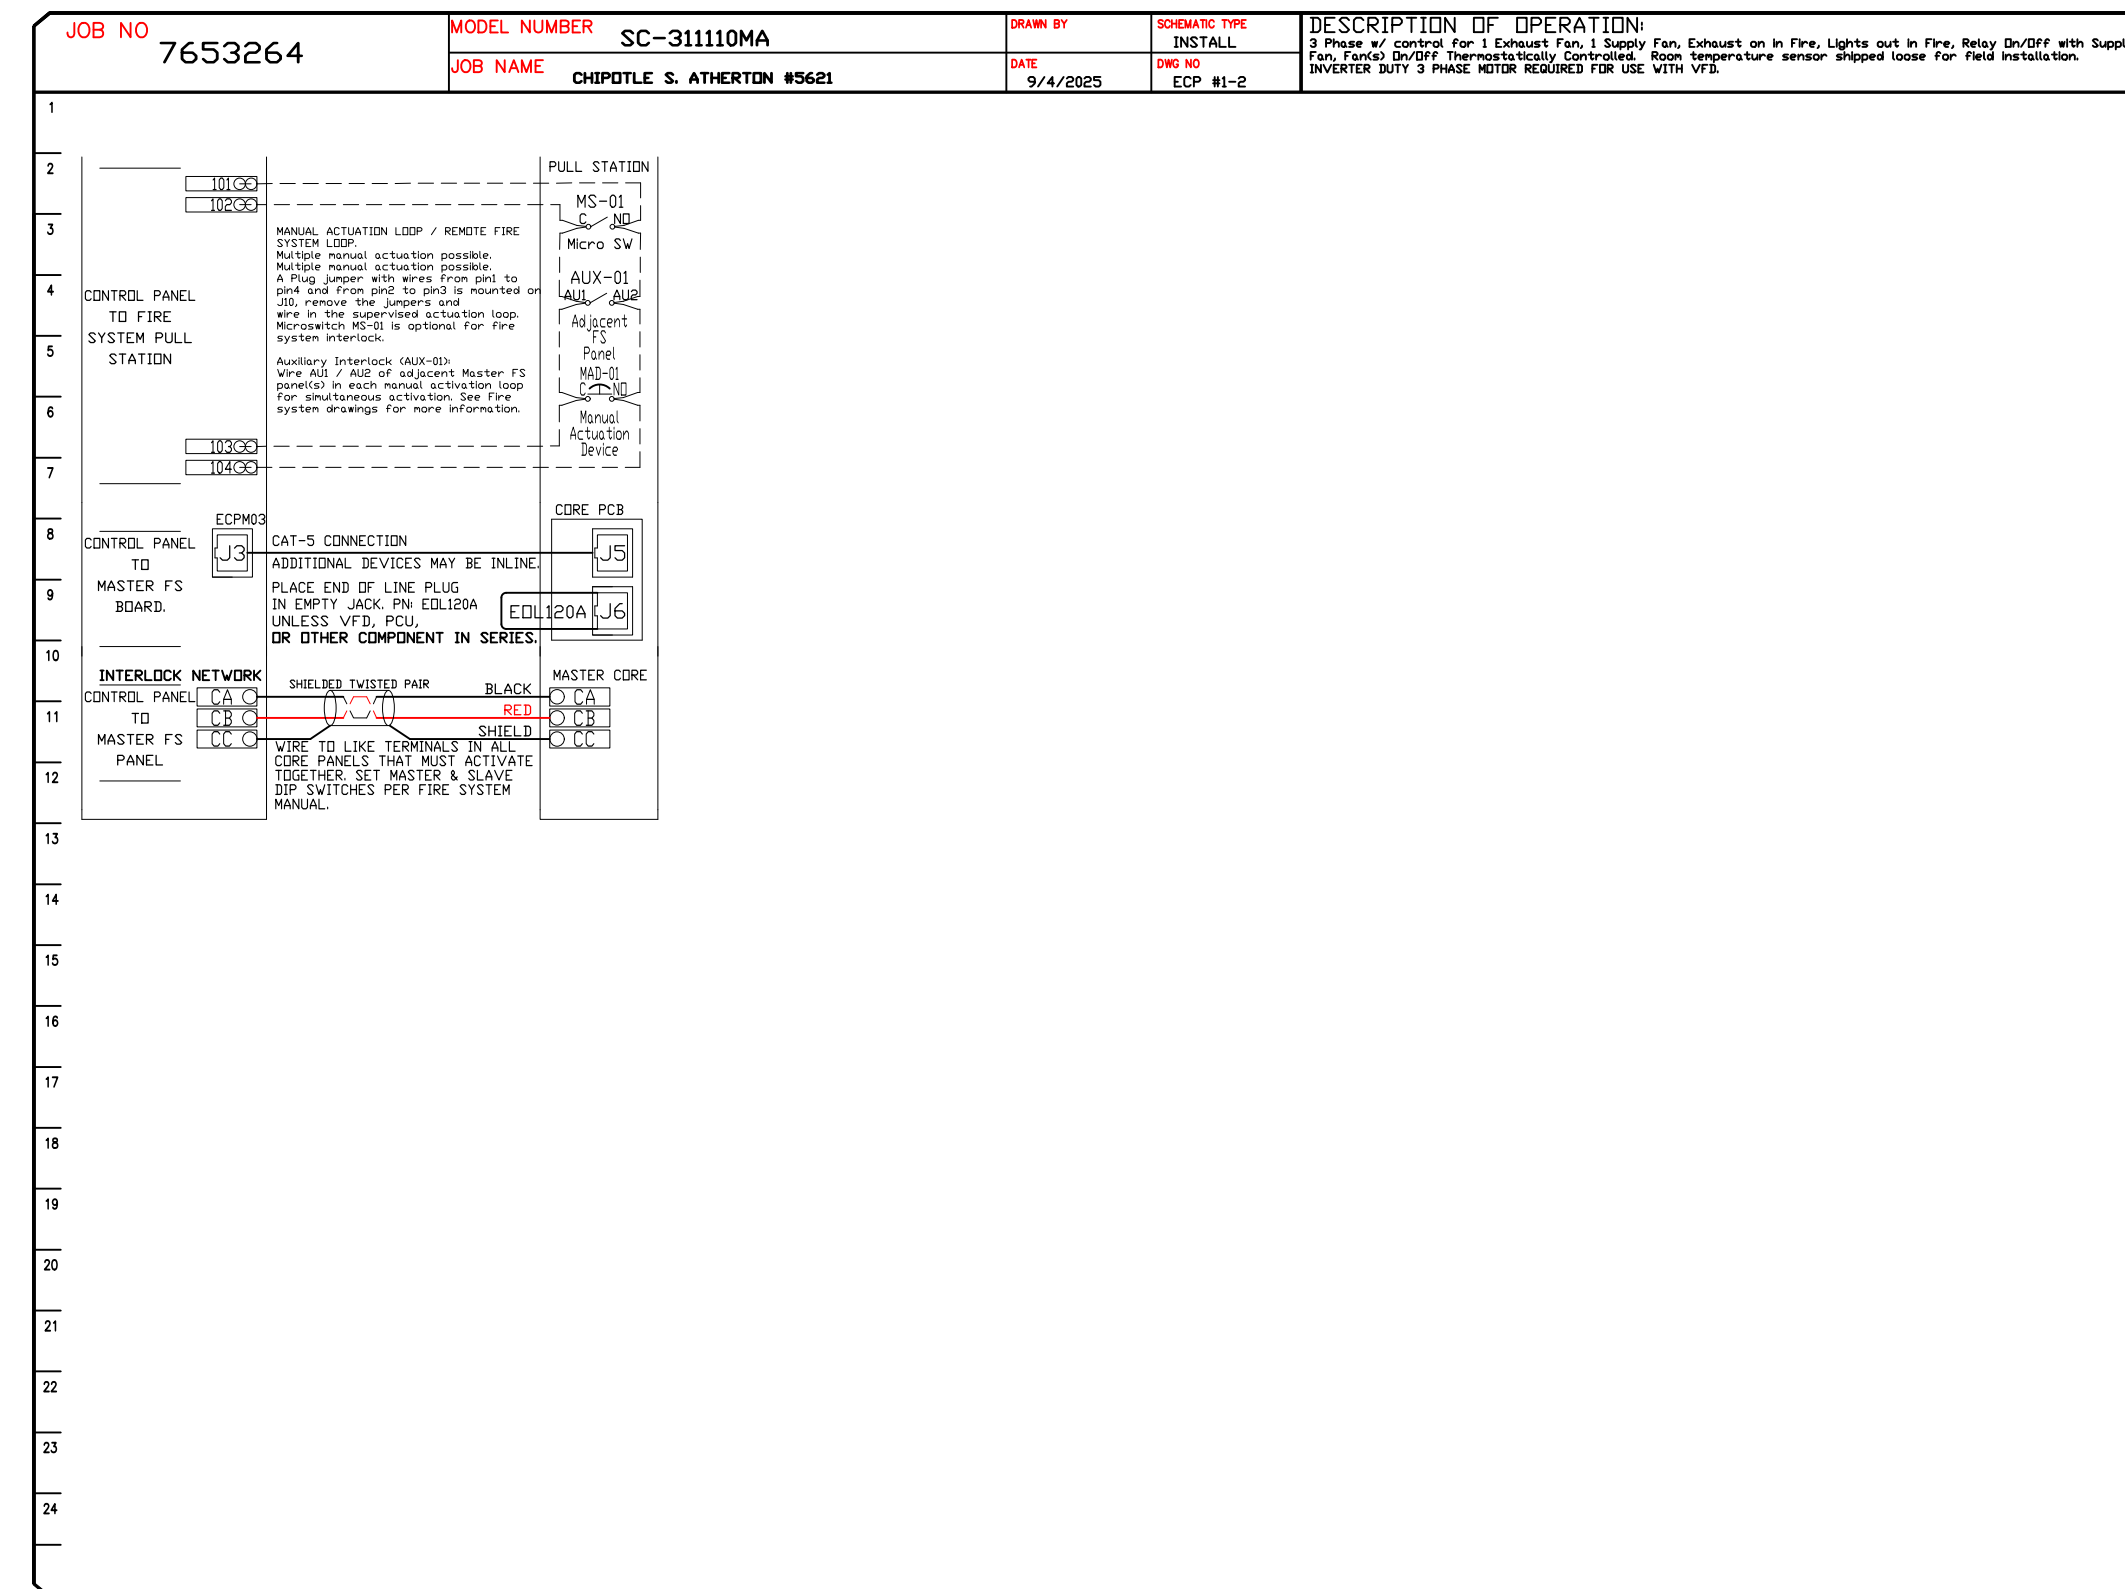 JOB NO
7653264
MODEL NUMBER
SC-311110MA
JOB NAME
CHIPOTLE S. ATHERTON #5621
DRAWN BY
DATE
9/4/2025
SCHEMATIC TYPE
INSTALL
DWG NO
ECP #1-2
DESCRIPTION OF OPERATION:
3 Phase w/ control for 1 Exhaust Fan, 1 Supply Fan, Exhaust on in Fire, Lights out in Fire, Relay On/Off with Suppl
Fan, Fan(s) On/Off Thermostatically Controlled. Room temperature sensor shipped loose for field installation.
INVERTER DUTY 3 PHASE MOTOR REQUIRED FOR USE WITH VFD.
1
2
3
4
5
6
7
8
9
10
11
12
13
14
15
16
17
18
19
20
21
22
23
24
CONTROL PANEL
TO FIRE
SYSTEM PULL
STATION
101
102
103
104
MANUAL ACTUATION LOOP / REMOTE FIRE
SYSTEM LOOP.
Multiple manual actuation possible.
Multiple manual actuation possible.
A Plug jumper with wires from pin1 to
pin4 and from pin2 to pin3 is mounted on
J10, remove the jumpers and
wire in the supervised actuation loop.
Microswitch MS-01 is optional for fire
system interlock.
Auxiliary Interlock (AUX-01):
Wire AU1 / AU2 of adjacent Master FS
panel(s) in each manual activation loop
for simultaneous activation. See Fire
system drawings for more information.
PULL STATION
MS-01
C NO
Micro SW
AUX-01
AU1 AU2
Adjacent
FS
Panel
MAD-01
C NO
Manual
Actuation
Device
CONTROL PANEL
TO
MASTER FS
BOARD.
ECPM03
J3
CAT-5 CONNECTION
ADDITIONAL DEVICES MAY BE INLINE.
PLACE END OF LINE PLUG
IN EMPTY JACK. PN: EOL120A
UNLESS VFD, PCU,
OR OTHER COMPONENT IN SERIES.
CORE PCB
J5
EOL120A J6
INTERLOCK NETWORK
CONTROL PANEL
TO
MASTER FS
PANEL
CA
CB
CC
SHIELDED TWISTED PAIR
BLACK
RED
SHIELD
MASTER CORE
CA
CB
CC
WIRE TO LIKE TERMINALS IN ALL
CORE PANELS THAT MUST ACTIVATE
TOGETHER. SET MASTER & SLAVE
DIP SWITCHES PER FIRE SYSTEM
MANUAL.